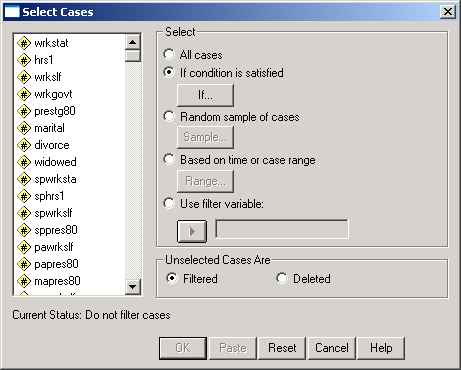 Select Cases
wrkstat
hrs1
wrkslf
wrkgovt
prestg80
marital
divorce
widowed
spwrksta
sphrs1
spwrkslf
sppres80
pawrkslf
papres80
mapres80
Select
All cases
If condition is satisfied
If...
Random sample of cases
Sample...
Based on time or case range
Range...
Use filter variable:
Unselected Cases Are
Filtered Deleted
Current Status: Do not filter cases
OK Paste Reset Cancel Help